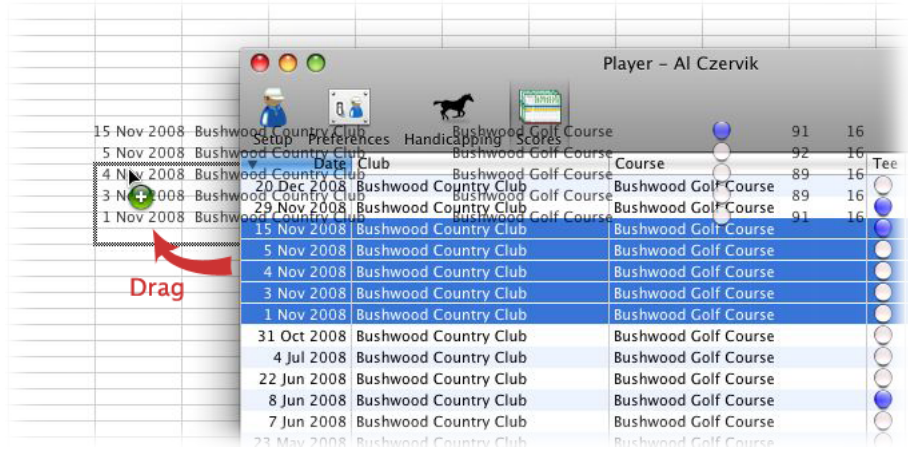 Player – Al Czervik
Setup Preferences Handicapping Scores
15 Nov 2008 Bushwood Country Club Bushwood Golf Course 91 16
5 Nov 2008 Bushwood Country Club Bushwood Golf Course 92 16
4 Nov 2008 Bushwood Country Club Bushwood Golf Course 89 16
3 Nov 2008 Bushwood Country Club Bushwood Golf Course 89 16
1 Nov 2008 Bushwood Country Club Bushwood Golf Course 91 16
Drag
Date Club Course Tee
20 Dec 2008 Bushwood Country Club Bushwood Golf Course
29 Nov 2008 Bushwood Country Club Bushwood Golf Course
15 Nov 2008 Bushwood Country Club Bushwood Golf Course
5 Nov 2008 Bushwood Country Club Bushwood Golf Course
4 Nov 2008 Bushwood Country Club Bushwood Golf Course
3 Nov 2008 Bushwood Country Club Bushwood Golf Course
1 Nov 2008 Bushwood Country Club Bushwood Golf Course
31 Oct 2008 Bushwood Country Club Bushwood Golf Course
4 Jul 2008 Bushwood Country Club Bushwood Golf Course
22 Jun 2008 Bushwood Country Club Bushwood Golf Course
8 Jun 2008 Bushwood Country Club Bushwood Golf Course
7 Jun 2008 Bushwood Country Club Bushwood Golf Course
23 May 2008 Bushwood Country Club Bushwood Golf Course